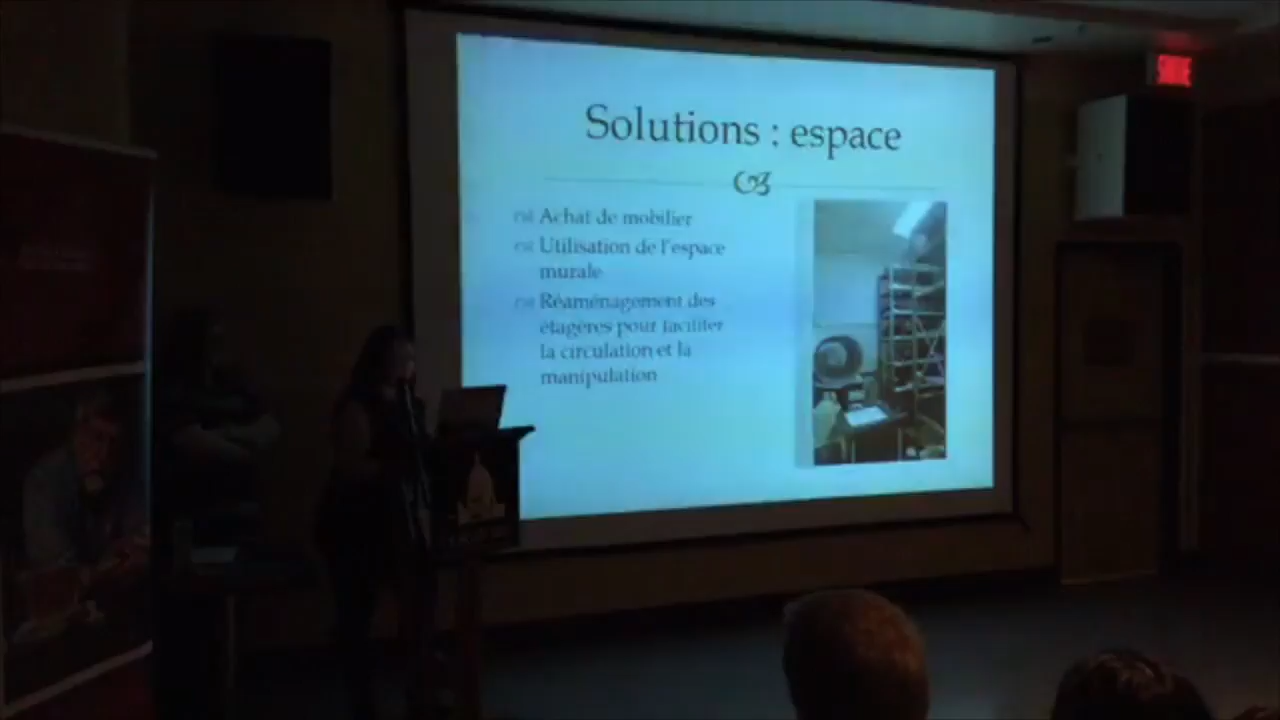 Solutions : espace
Achat de mobilier
Utilisation de l'espace
murale
Réaménagement des
étagères pour faciliter
la circulation et la
manipulation